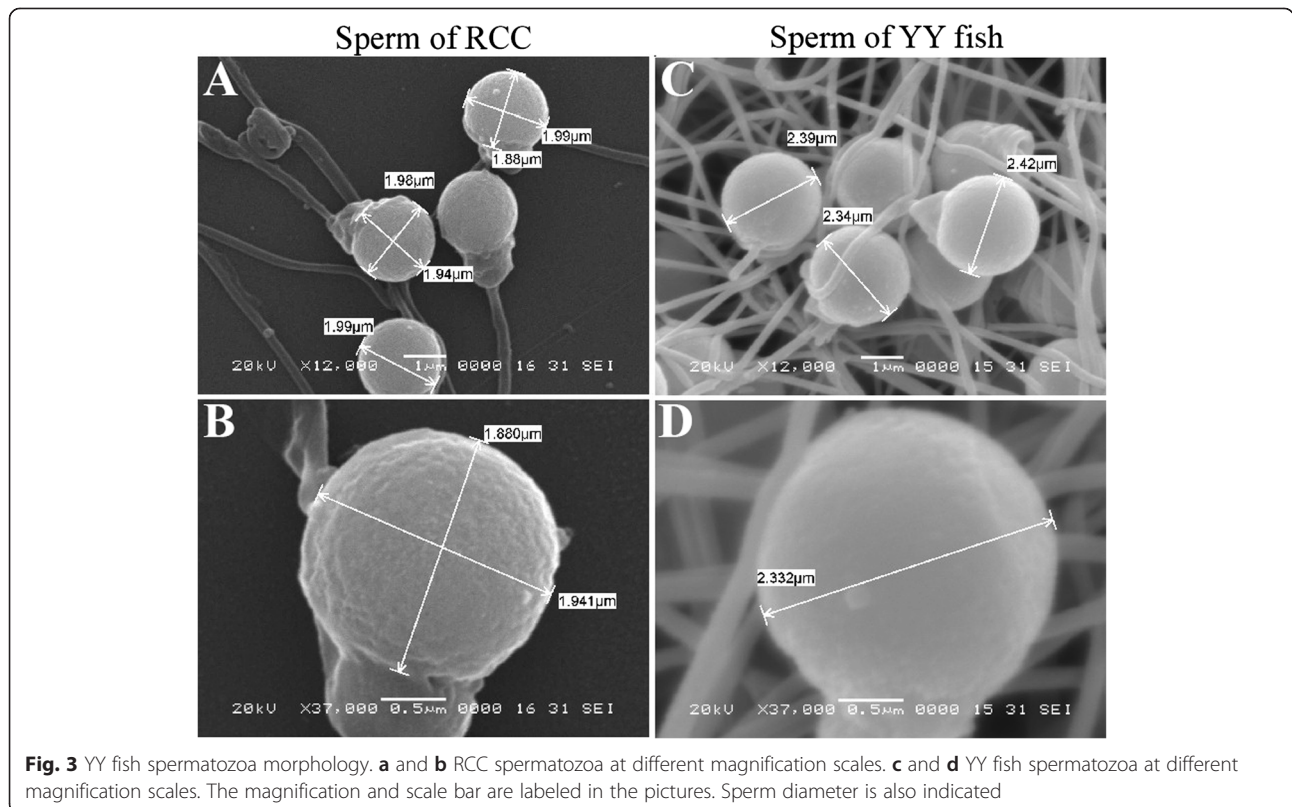 Sperm of RCC
Sperm of YY fish
A
1.99µm
1.88µm
1.98µm
1.94µm
1.99µm
20kV X12,000 1µm 0000 16 31 SEI
C
2.39µm
2.42µm
2.34µm
20kV X12,000 1µm 0000 15 31 SEI
B
1.880µm
1.941µm
20kV X37,000 0.5µm 0000 16 31 SEI
D
2.332µm
20kV X37,000 0.5µm 0000 15 31 SEI
Fig. 3 YY fish spermatozoa morphology. a and b RCC spermatozoa at different magnification scales. c and d YY fish spermatozoa at different
magnification scales. The magnification and scale bar are labeled in the pictures. Sperm diameter is also indicated